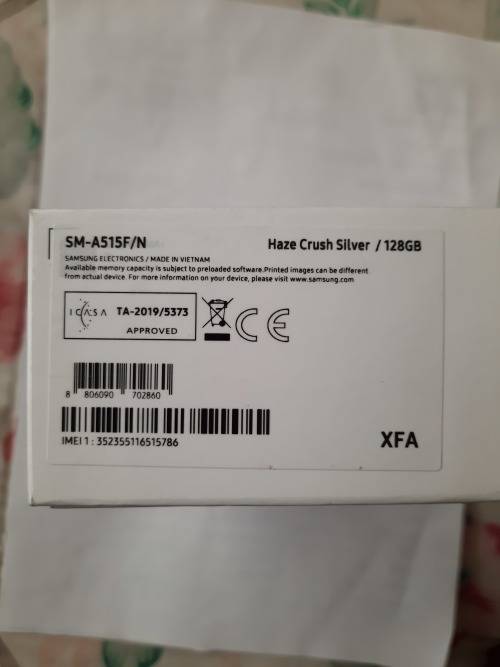 SM-A515F/N
Haze Crush Silver / 128GB
SAMSUNG ELECTRONICS / MADE IN VIETNAM
Available memory capacity is subject to preloaded software.Printed images can be different
from actual device. For more information on your device, please visit www.samsung.com
ICASA TA-2019/5373
APPROVED
CE
8 806090 702860
IMEI 1 : 352355116515786
XFA